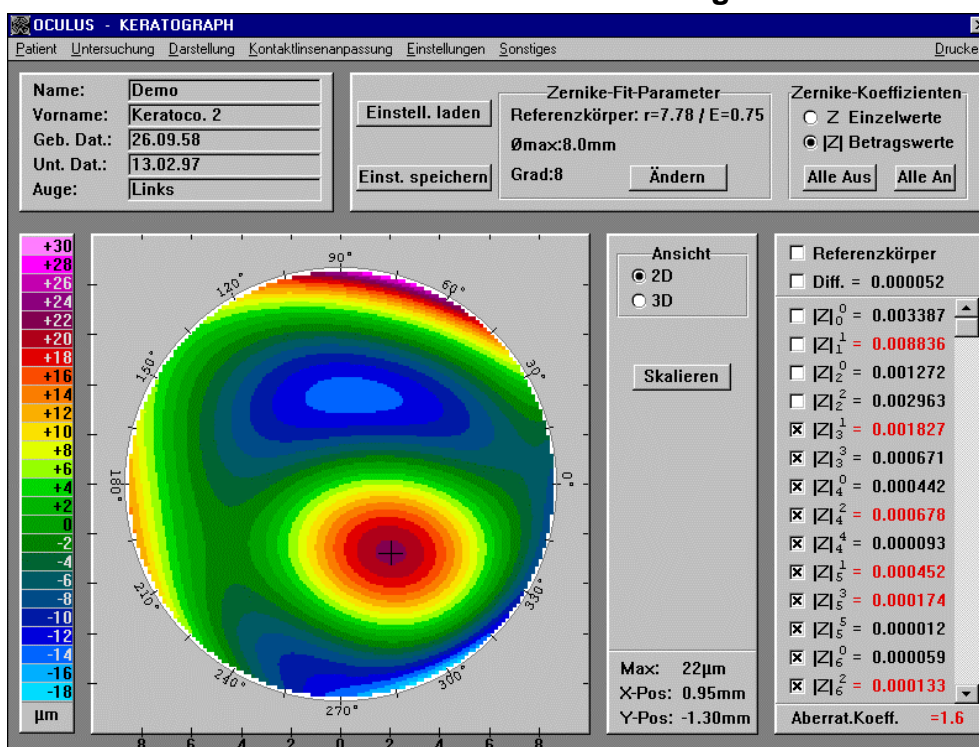 OCULUS - KERATOGRAPH
Patient Untersuchung Darstellung Kontaktlinsenanpassung Einstellungen Sonstiges
Name: Demo
Vorname: Keratoco. 2
Geb. Dat.: 26.09.58
Unt. Dat.: 13.02.97
Auge: Links
Einstell. laden
Einst. speichern
Zernike-Fit-Parameter
Referenzkörper: r=7.78 / E=0.75
Ømax:8.0mm
Grad:8
Ändern
Zernike-Koeffizienten
Z Einzelwerte
|Z| Betragswerte
Alle Aus Alle An
+30
+28
+26
+24
+22
+20
+18
+16
+14
+12
+10
+8
+6
+4
+2
0
-2
-4
-6
-8
-10
-12
-14
-16
-18
µm
90°
120°
60°
150°
30°
180°
0°
210°
330°
240°
300°
270°
8 6 4 2 0 2 4 6 8
Ansicht
2D
3D
Skalieren
Max: 22µm
X-Pos: 0.95mm
Y-Pos: -1.30mm
Referenzkörper
Diff. = 0.000052
|Z|₀⁰ = 0.003387
|Z|₁¹ = 0.008836
|Z|₂⁰ = 0.001272
|Z|₂² = 0.002963
|Z|₃¹ = 0.001827
|Z|₃³ = 0.000671
|Z|₄⁰ = 0.000442
|Z|₄² = 0.000678
|Z|₄⁴ = 0.000093
|Z|₅¹ = 0.000452
|Z|₅³ = 0.000174
|Z|₅⁵ = 0.000012
|Z|₆⁰ = 0.000059
|Z|₆² = 0.000133
Aberrat.Koeff. =1.6